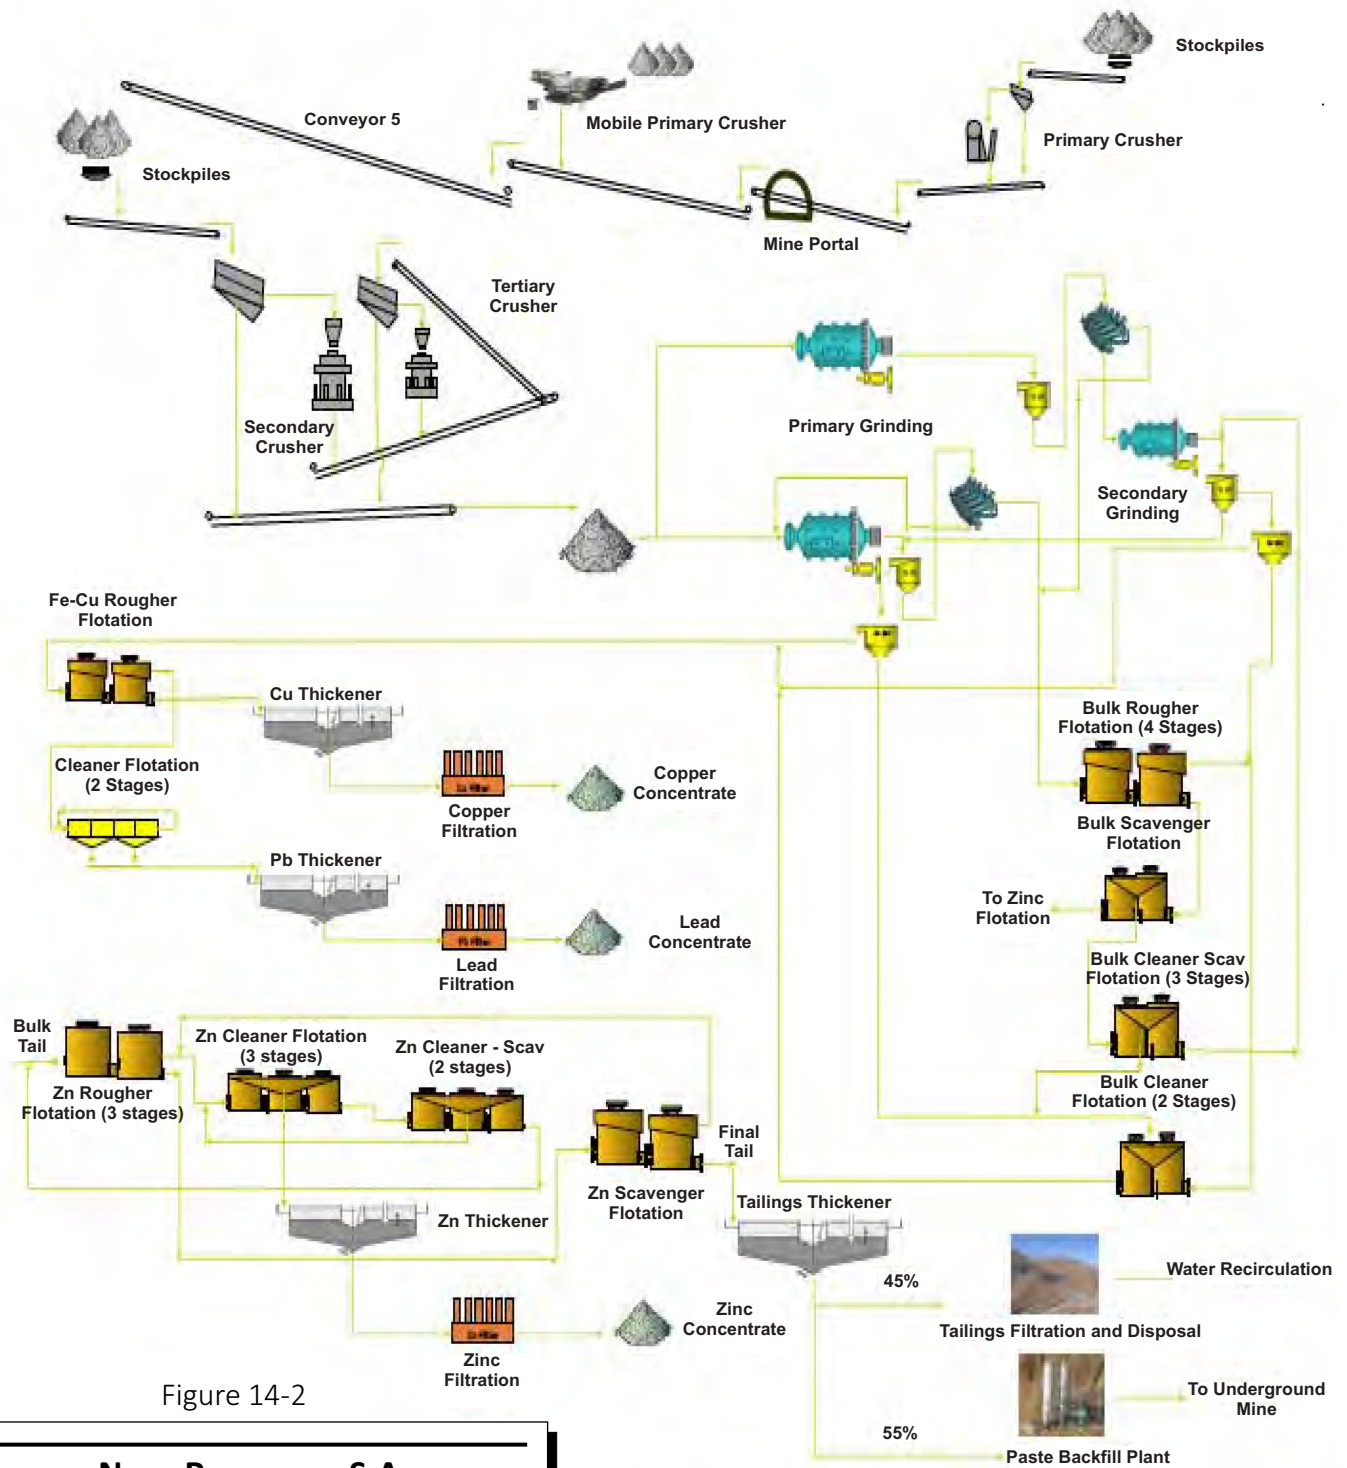 Stockpiles
Conveyor 5
Mobile Primary Crusher
Primary Crusher
Stockpiles
Mine Portal
Tertiary
Crusher
Secondary
Crusher
Primary Grinding
Secondary
Grinding
Fe-Cu Rougher
Flotation
Cu Thickener
Bulk Rougher
Flotation (4 Stages)
Cleaner Flotation
(2 Stages)
Copper
Concentrate
Copper
Filtration
Bulk Scavenger
Flotation
Pb Thickener
To Zinc
Flotation
Lead
Concentrate
Lead
Filtration
Bulk Cleaner Scav
Flotation (3 Stages)
Bulk
Tail
Zn Cleaner Flotation
(3 stages)
Zn Cleaner - Scav
(2 stages)
Zn Rougher
Flotation (3 stages)
Bulk Cleaner
Flotation (2 Stages)
Final
Tail
Zn Scavenger
Flotation
Tailings Thickener
Zn Thickener
45%
Water Recirculation
Zinc
Concentrate
Tailings Filtration and Disposal
Zinc
Filtration
To Underground
Mine
55%
Paste Backfill Plant
Figure 14-2